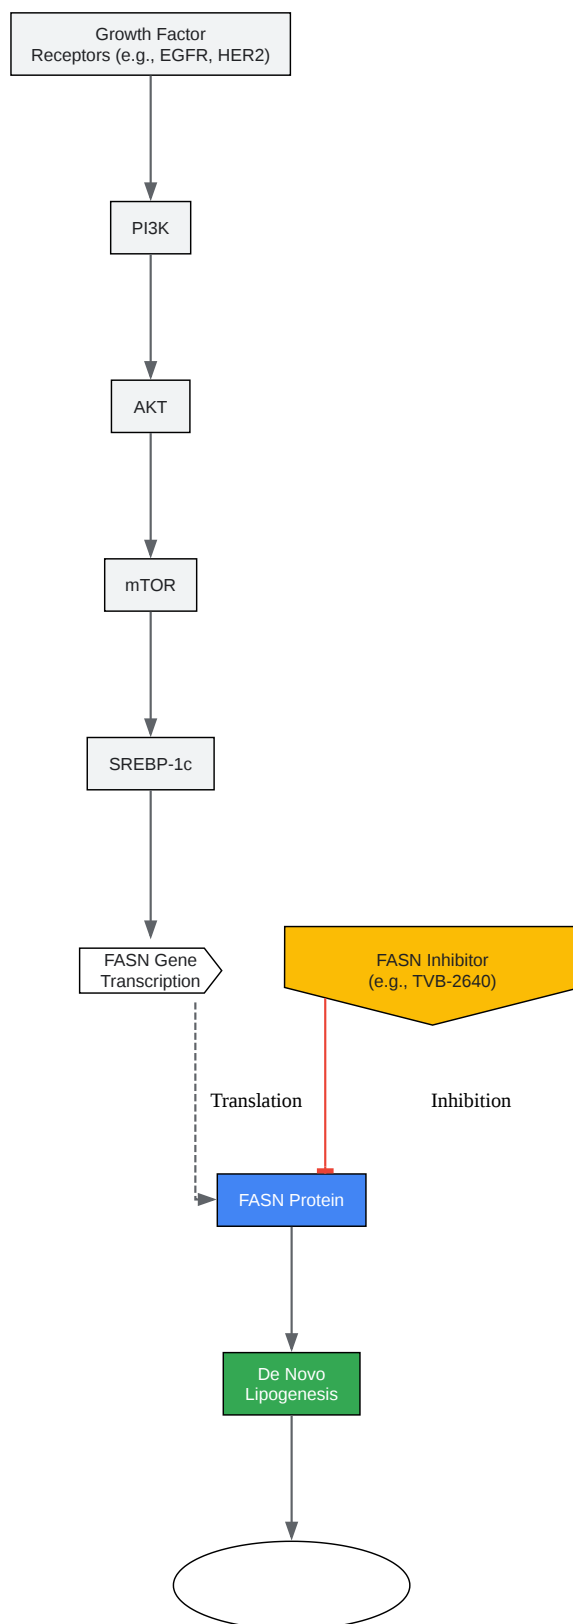 Growth Factor
Receptors (e.g., EGFR, HER2)
PI3K
AKT
mTOR
SREBP-1c
FASN Gene
Transcription
FASN Inhibitor
(e.g., TVB-2640)
Translation
Inhibition
FASN Protein
De Novo
Lipogenesis